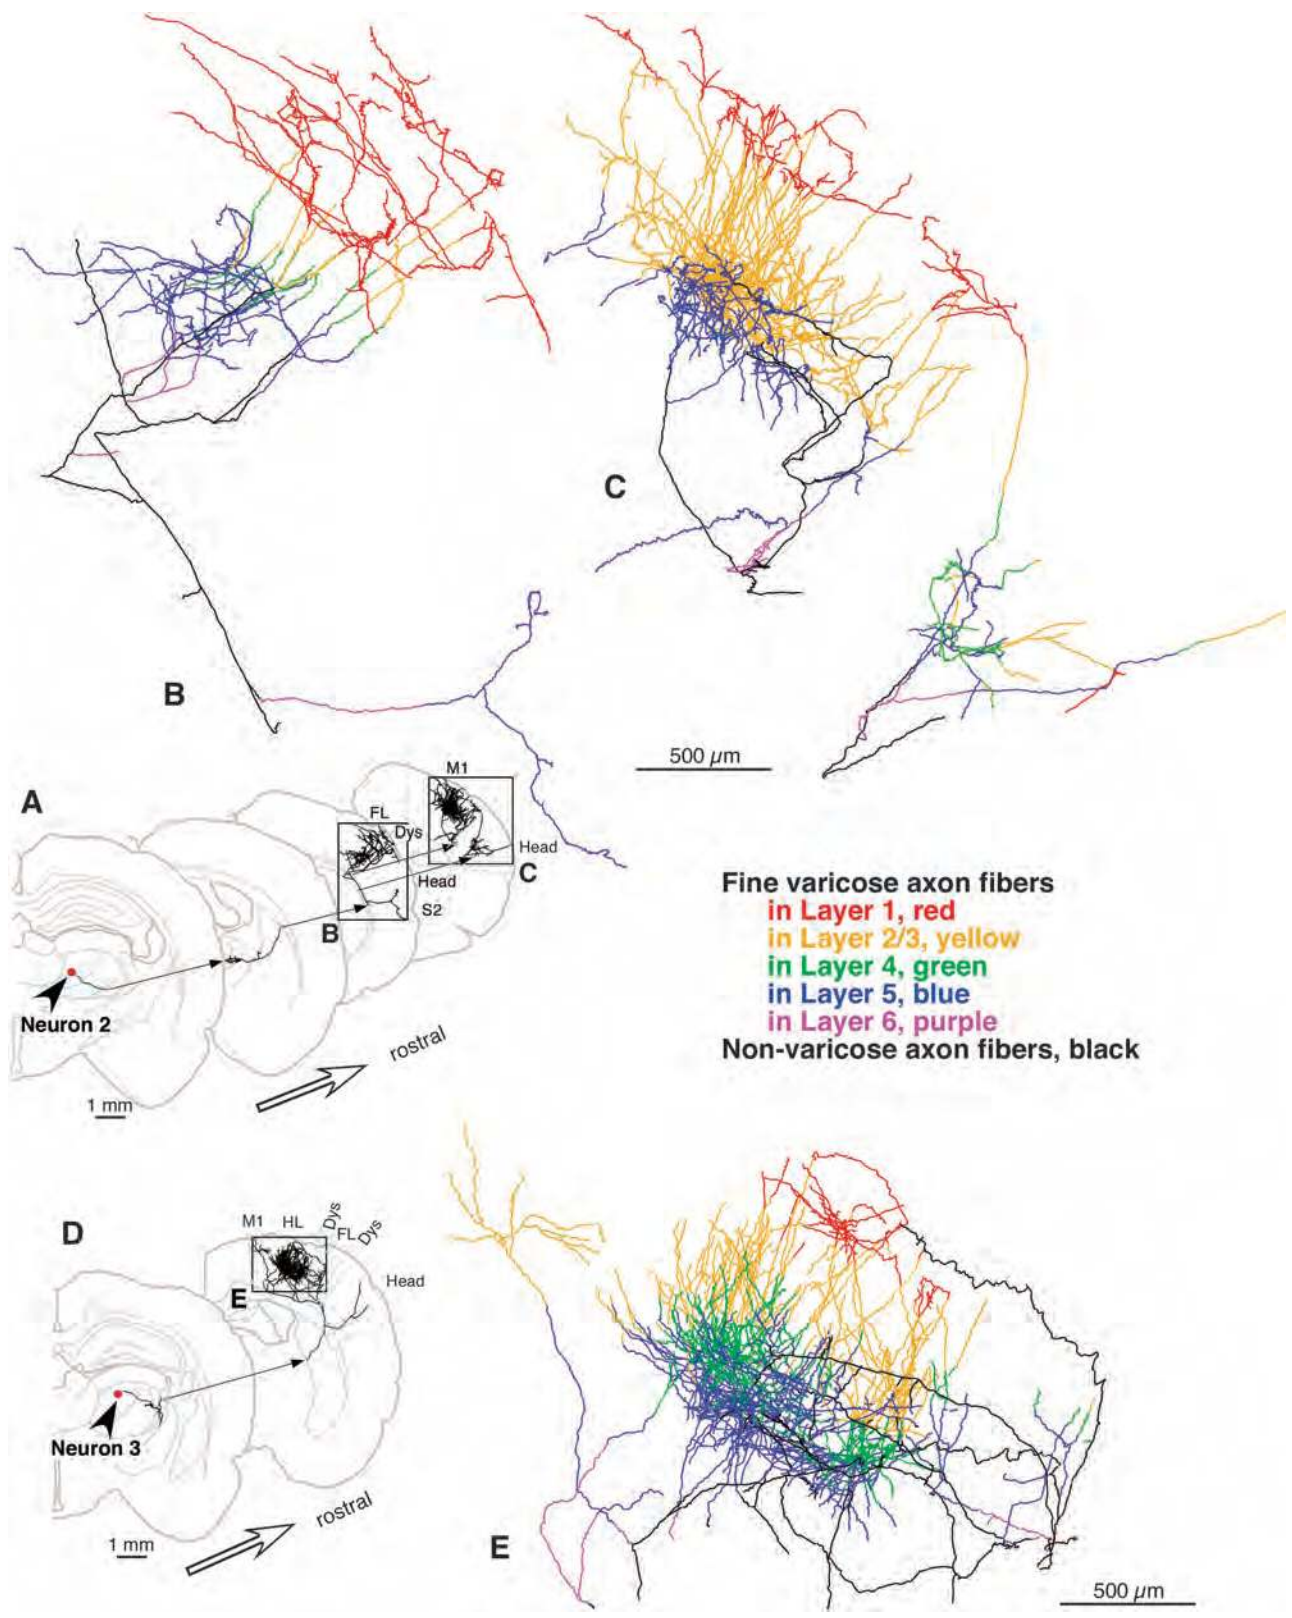 C
B
500 µm
A
M1
FL
Dys
Head
Head
C
S2
B
Neuron 2
rostral
1 mm
Fine varicose axon fibers
in Layer 1, red
in Layer 2/3, yellow
in Layer 4, green
in Layer 5, blue
in Layer 6, purple
Non-varicose axon fibers, black
D
M1
HL
Dys
FL
Dys
Head
E
Neuron 3
rostral
1 mm
E
500 µm